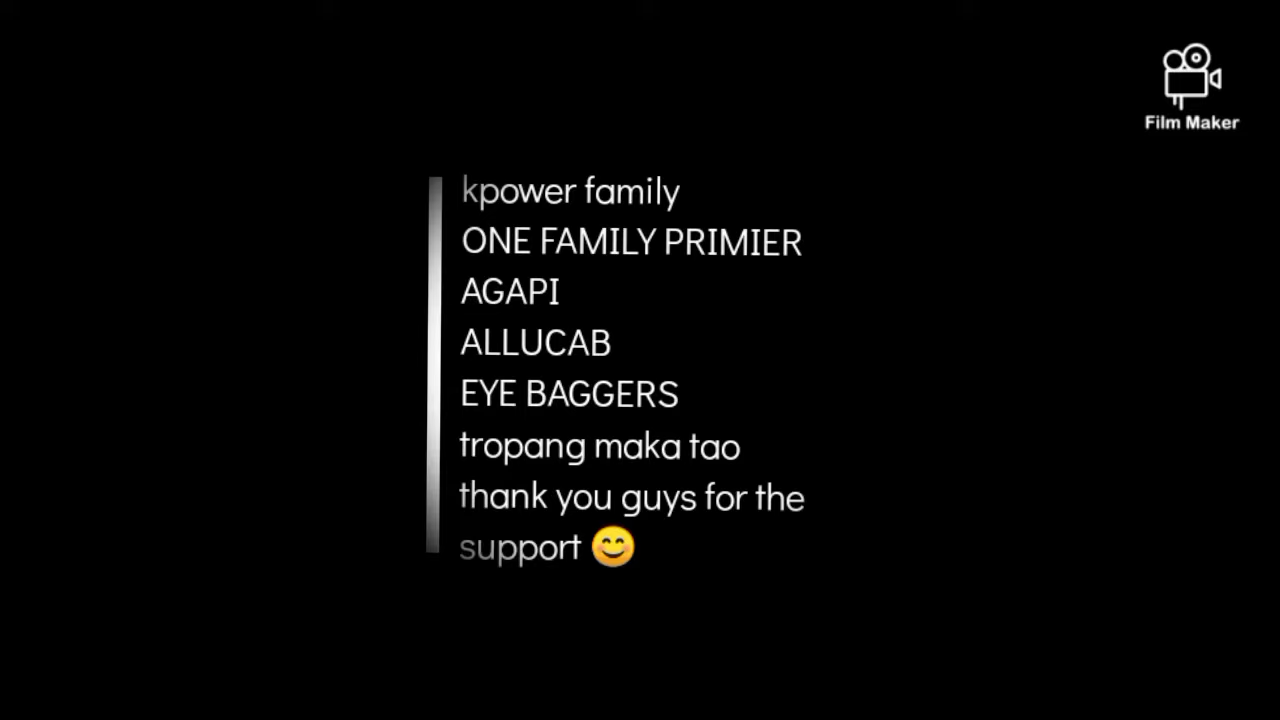 Film Maker
kpower family
ONE FAMILY PRIMIER
AGAPI
ALLUCAB
EYE BAGGERS
tropang maka tao
thank you guys for the
support 😊